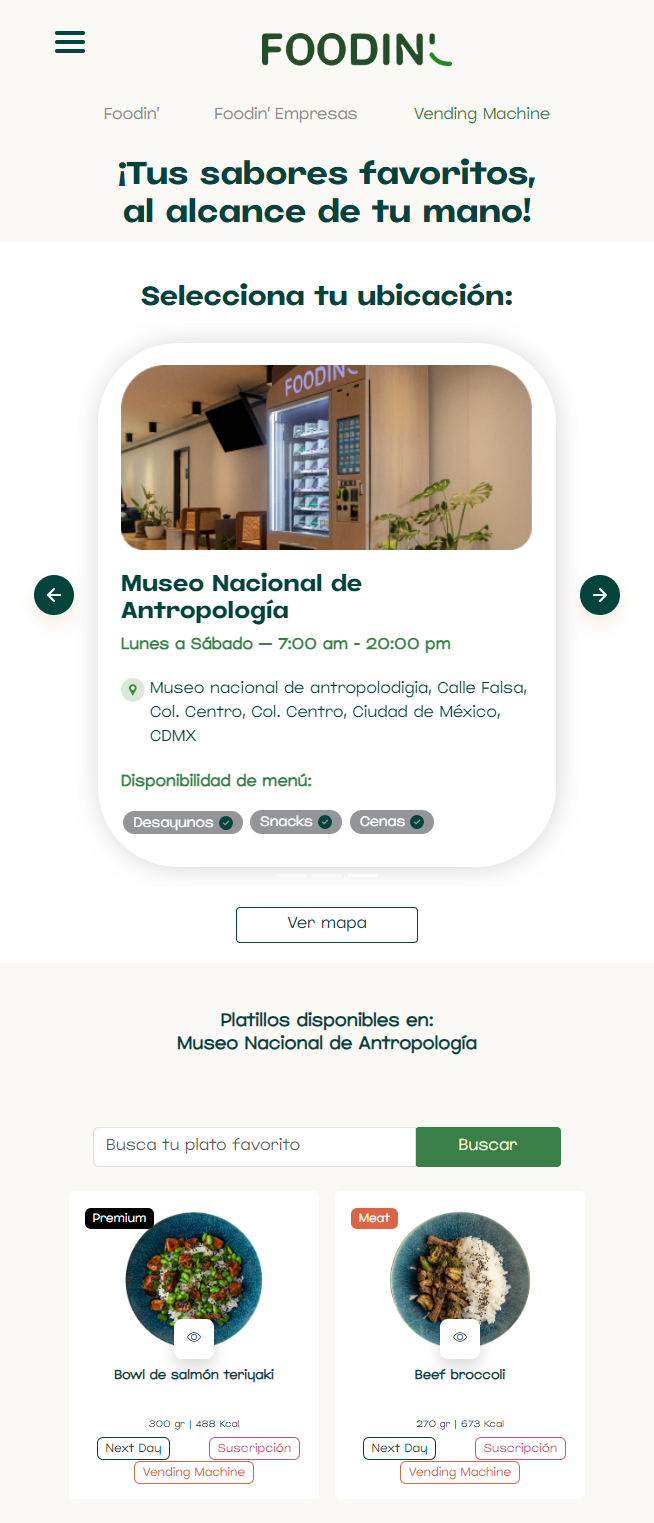 FOODIN'
Foodin' Foodin' Empresas Vending Machine
¡Tus sabores favoritos,
al alcance de tu mano!
Selecciona tu ubicación:
FOODIN'
Museo Nacional de
Antropología
Lunes a Sábado — 7:00 am - 20:00 pm
Museo nacional de antropolodigia, Calle Falsa,
Col. Centro, Col. Centro, Ciudad de México,
CDMX
Disponibilidad de menú:
Desayunos Snacks Cenas
Ver mapa
Platillos disponibles en:
Museo Nacional de Antropología
Busca tu plato favorito Buscar
Premium
Bowl de salmón teriyaki
300 gr | 488 Kcal
Next Day Suscripción
Vending Machine
Meat
Beef broccoli
270 gr | 673 Kcal
Next Day Suscripción
Vending Machine